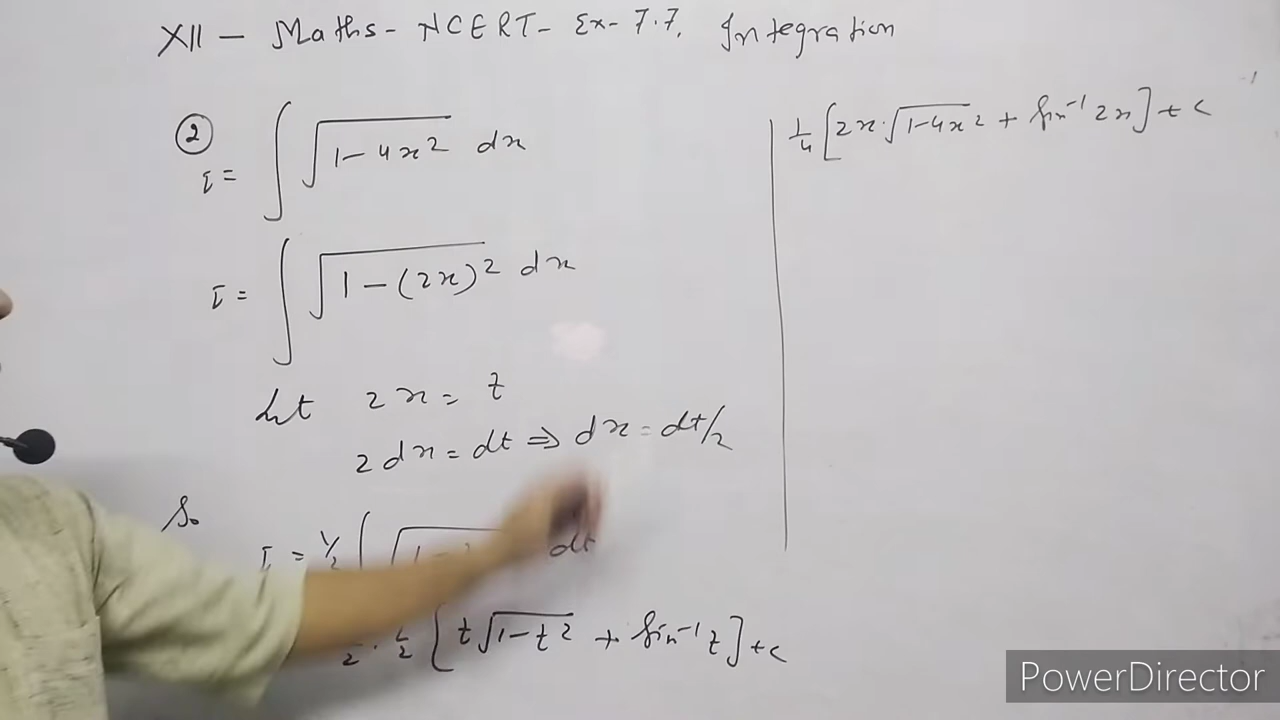 XII – Maths - NCERT - Ex- 7.7. Integration
② I = ∫ √(1 - 4x²) dx
I = ∫ √(1 - (2x)²) dx
Let 2x = t
2dx = dt ⇒ dx = dt/2
So
I = 1/2 ∫ √ dt
2 · 1/2 [t√(1-t²) + Sin⁻¹ t] + c
1/4 [2x·√(1-4x²) + Sin⁻¹ 2x] + c
PowerDirector